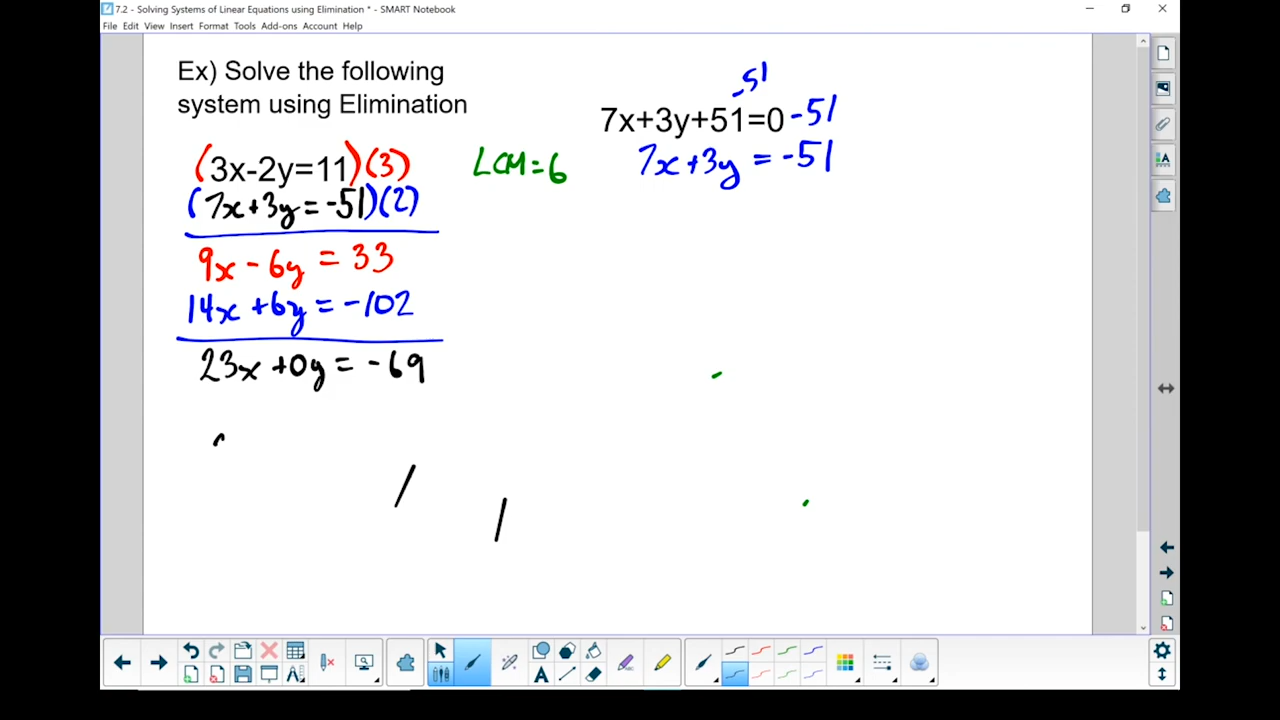 7.2 - Solving Systems of Linear Equations using Elimination * - SMART Notebook
File Edit View Insert Format Tools Add-ons Account Help
Ex) Solve the following
system using Elimination
(3x-2y=11)(3)
(7x+3y=-51)(2)
9x-6y=33
14x+6y=-102
23x+0y=-69
LCM=6
-51
7x+3y+51=0-51
7x+3y=-51